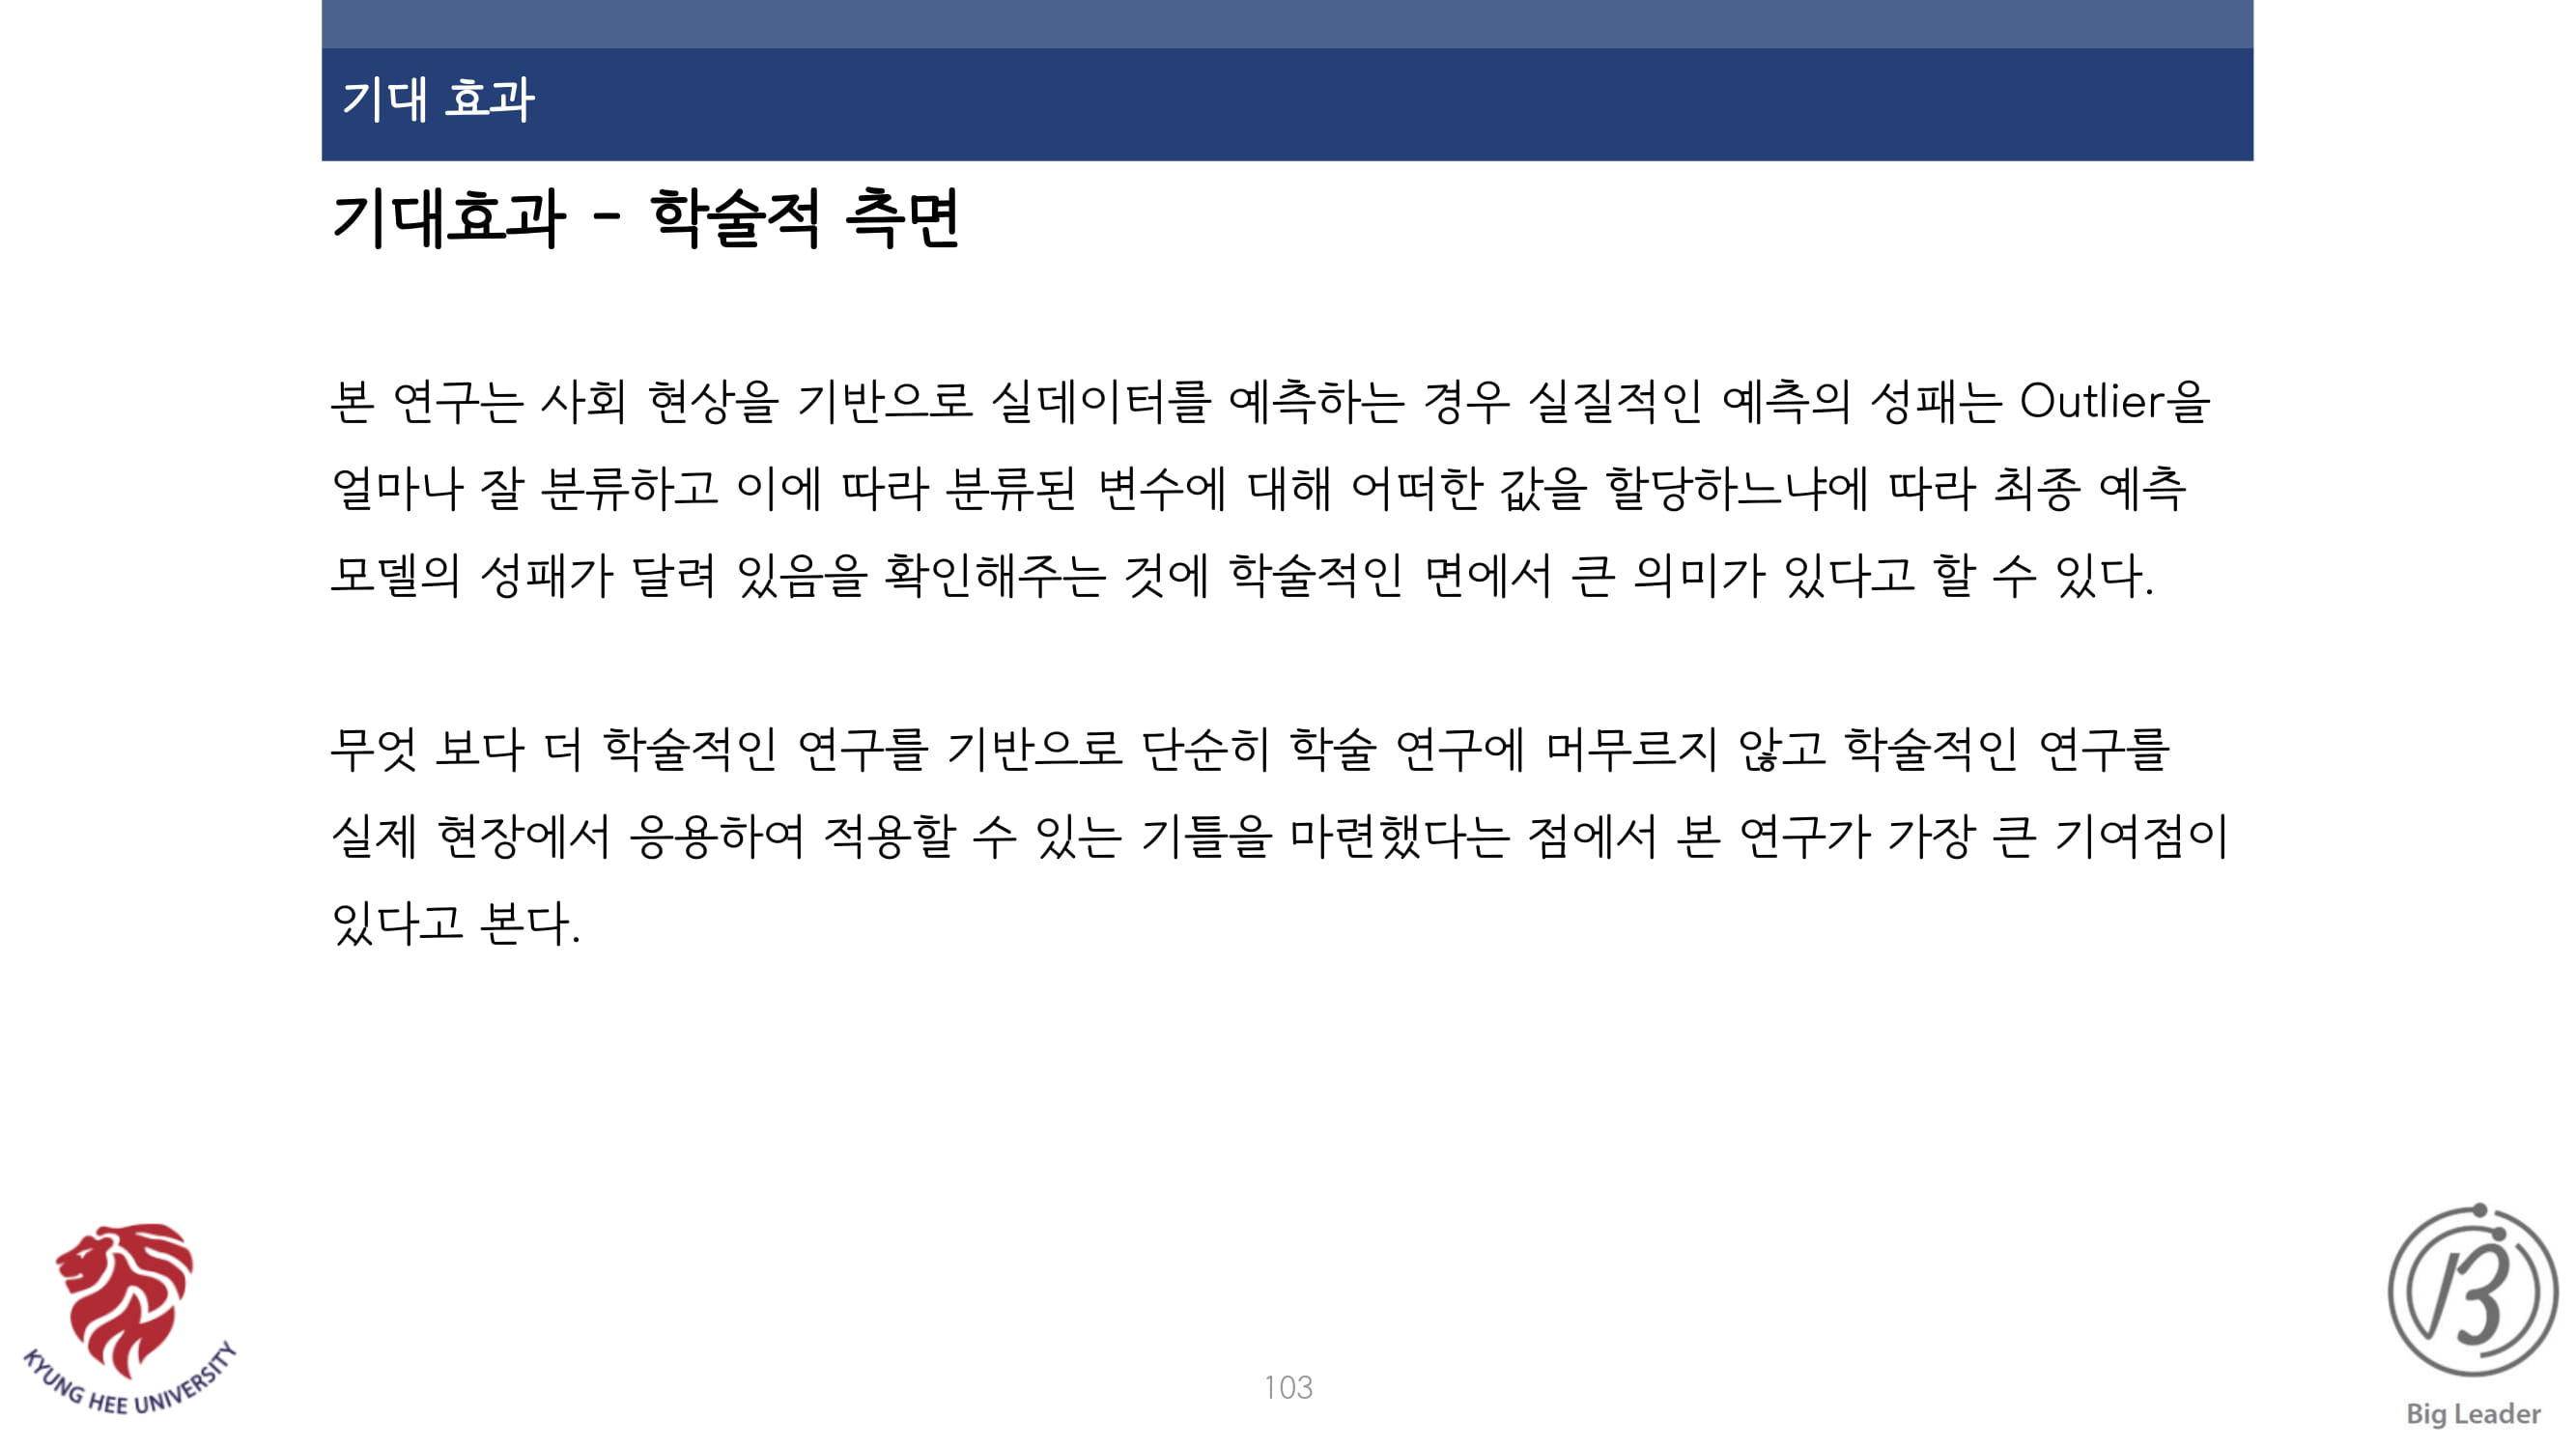 기대 효과
기대효과 - 학술적 측면
본 연구는 사회 현상을 기반으로 실데이터를 예측하는 경우 실질적인 예측의 성패는 Outlier을
얼마나 잘 분류하고 이에 따라 분류된 변수에 대해 어떠한 값을 할당하느냐에 따라 최종 예측
모델의 성패가 달려 있음을 확인해주는 것에 학술적인 면에서 큰 의미가 있다고 할 수 있다.
무엇 보다 더 학술적인 연구를 기반으로 단순히 학술 연구에 머무르지 않고 학술적인 연구를
실제 현장에서 응용하여 적용할 수 있는 기틀을 마련했다는 점에서 본 연구가 가장 큰 기여점이
있다고 본다.
KYUNG HEE UNIVERSITY
103
Big Leader